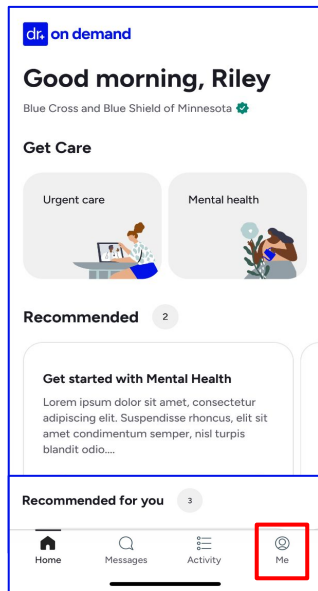 dr+ on demand
Good morning, Riley
Blue Cross and Blue Shield of Minnesota
Get Care
Urgent care
Mental health
Recommended 2
Get started with Mental Health
Lorem ipsum dolor sit amet, consectetur
adipiscing elit. Suspendisse rhoncus, elit sit
amet condimentum semper, nisl turpis
blandit odio....
Recommended for you 3
Home Messages Activity Me